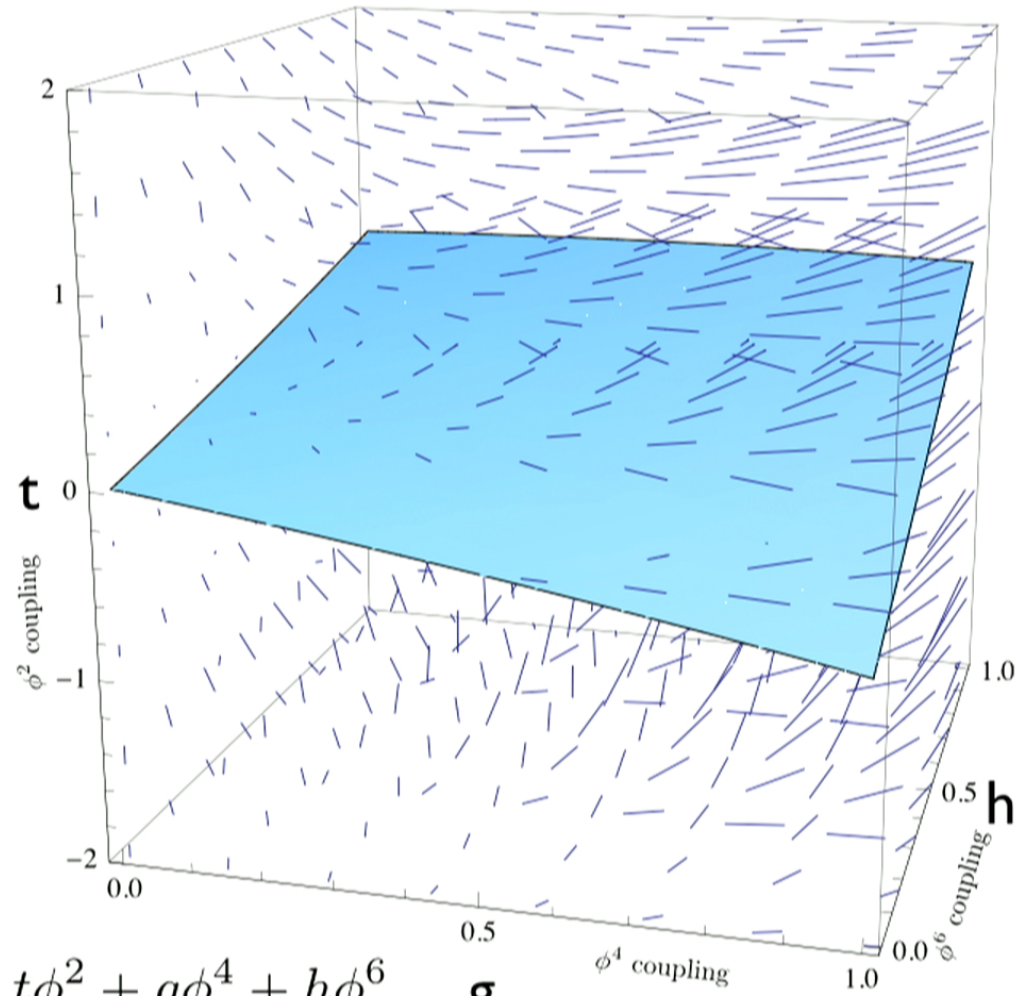 2
1
t 0
ϕ² coupling
−1
−2
0.0
0.5
1.0
ϕ⁴ coupling
g
1.0
0.5 h
0.0
ϕ⁶ coupling
tϕ² + gϕ⁴ + hϕ⁶